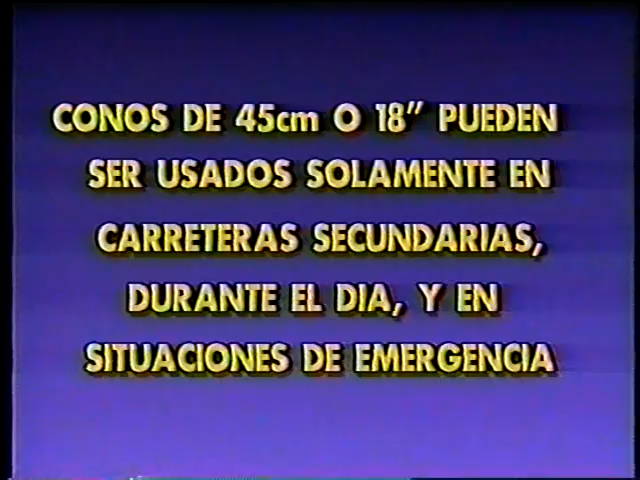 CONOS DE 45cm O 18” PUEDEN
SER USADOS SOLAMENTE EN
CARRETERAS SECUNDARIAS,
DURANTE EL DIA, Y EN
SITUACIONES DE EMERGENCIA